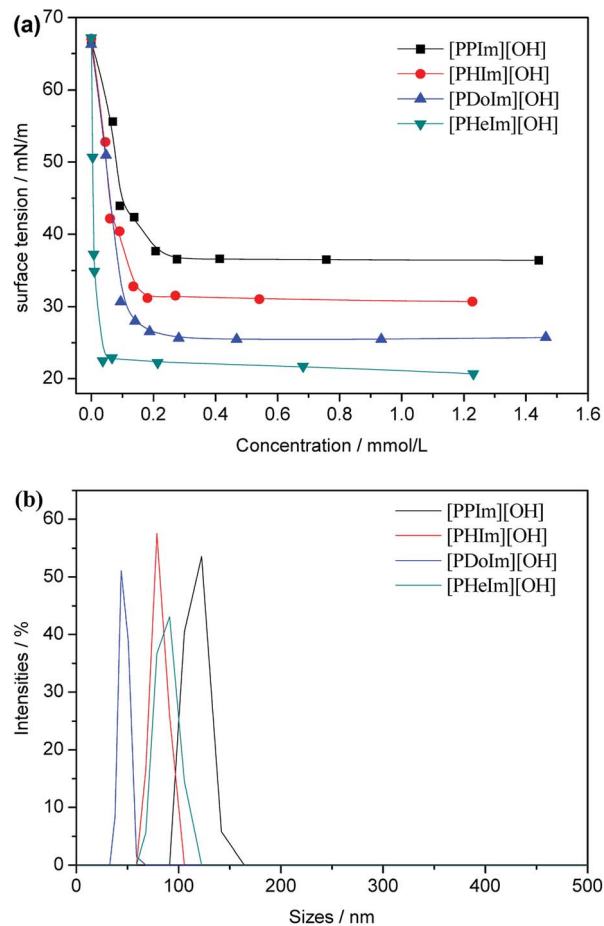 (a)
70
60
50
40
30
20
surface tension / mN/m
[PPIm][OH]
[PHIm][OH]
[PDoIm][OH]
[PHeIm][OH]
0.0 0.2 0.4 0.6 0.8 1.0 1.2 1.4 1.6
Concentration / mmol/L
(b)
60
50
40
30
20
10
0
Intensities / %
[PPIm][OH]
[PHIm][OH]
[PDoIm][OH]
[PHeIm][OH]
0 100 200 300 400 500
Sizes / nm